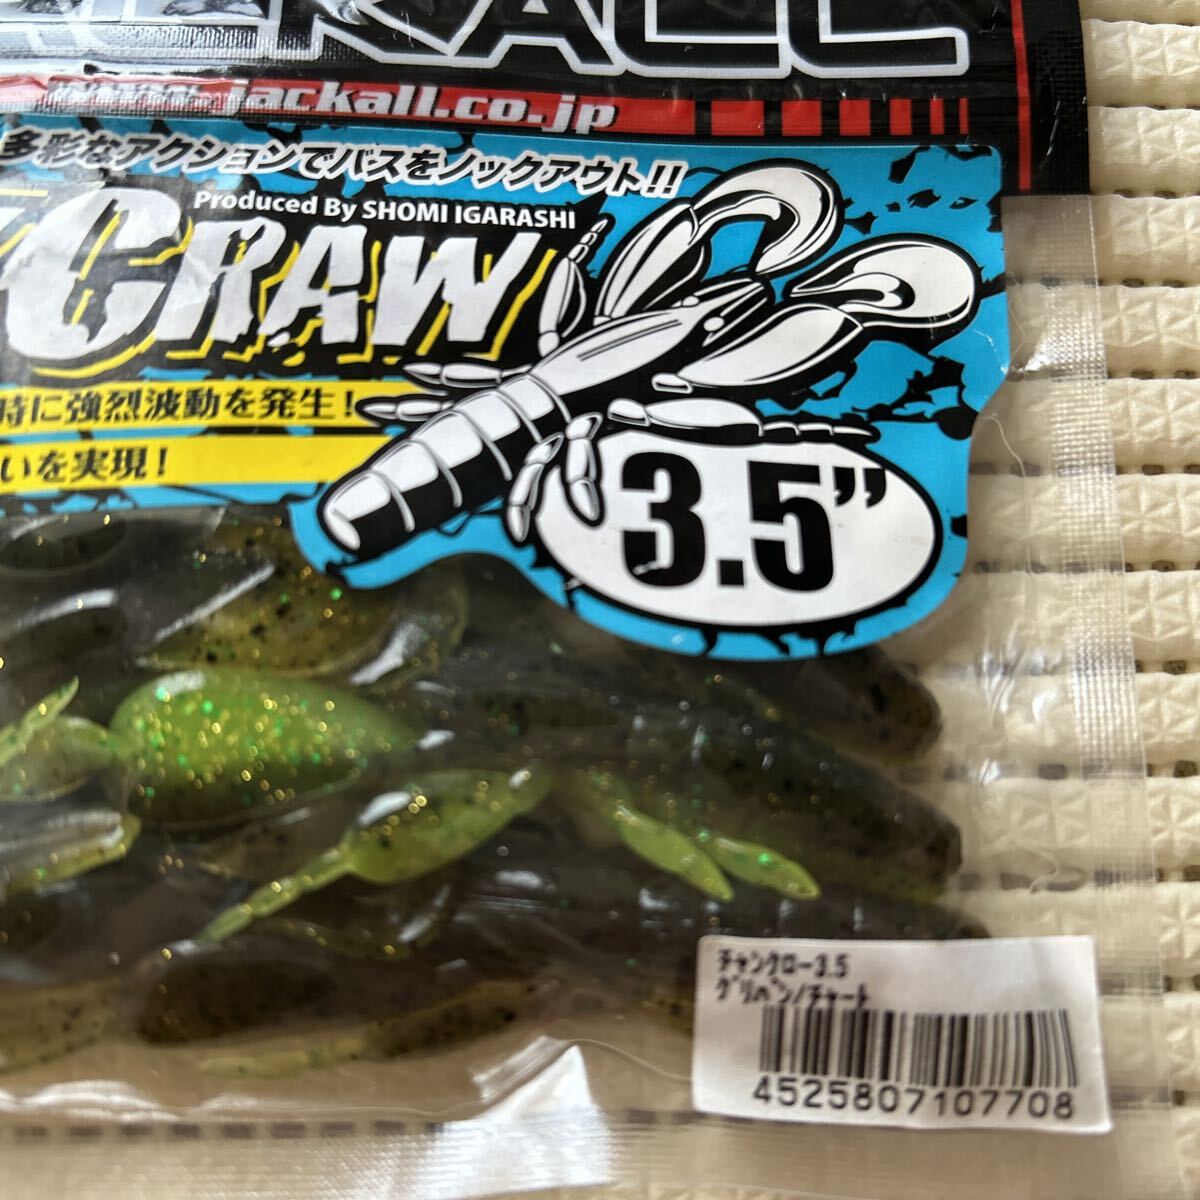 www.jackall.co.jp
多彩なアクションでバスをノックアウト!!
Produced By SHOMI IGARASHI
CRAW
時に強烈波動を発生!
いを実現!
3.5”
ﾁｬﾝｸﾛｰ3.5
ｸﾞﾘﾊﾟﾝ/ﾁｬｰﾄ
4525807107708